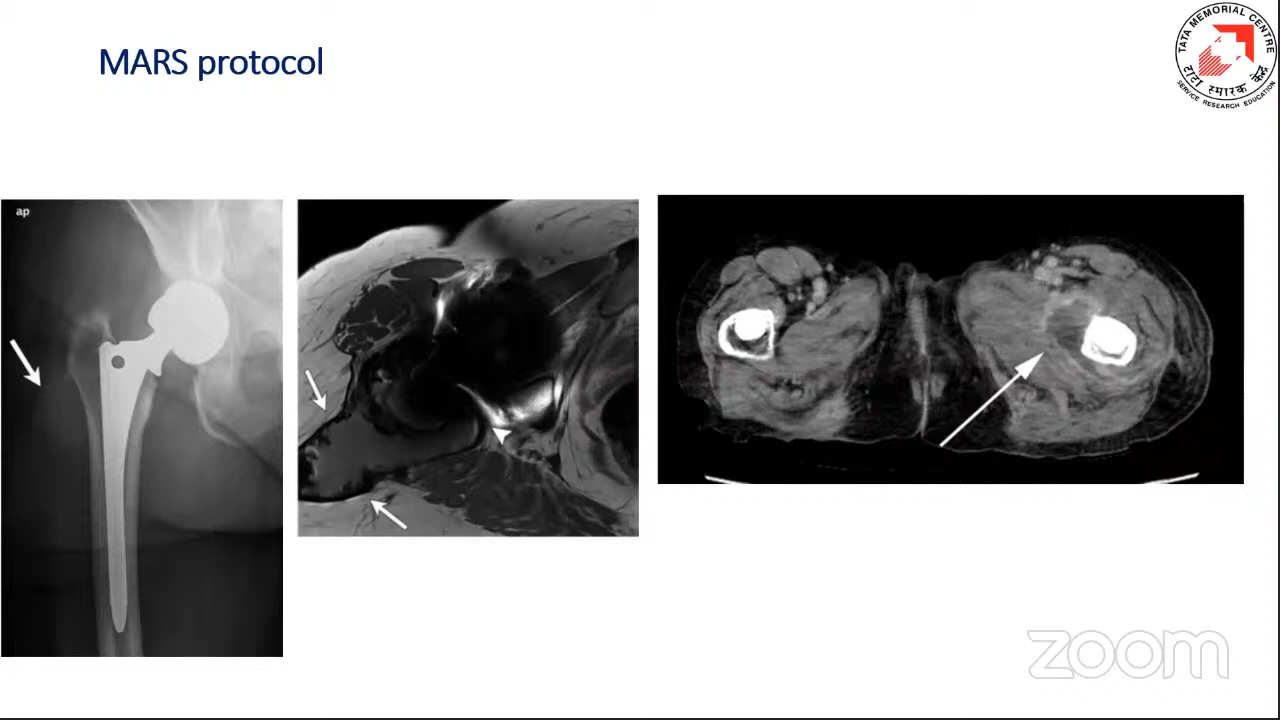 MARS protocol
TATA MEMORIAL CENTRE
टाटा स्मारक केंद्र
SERVICE RESEARCH EDUCATION
ap
zoom